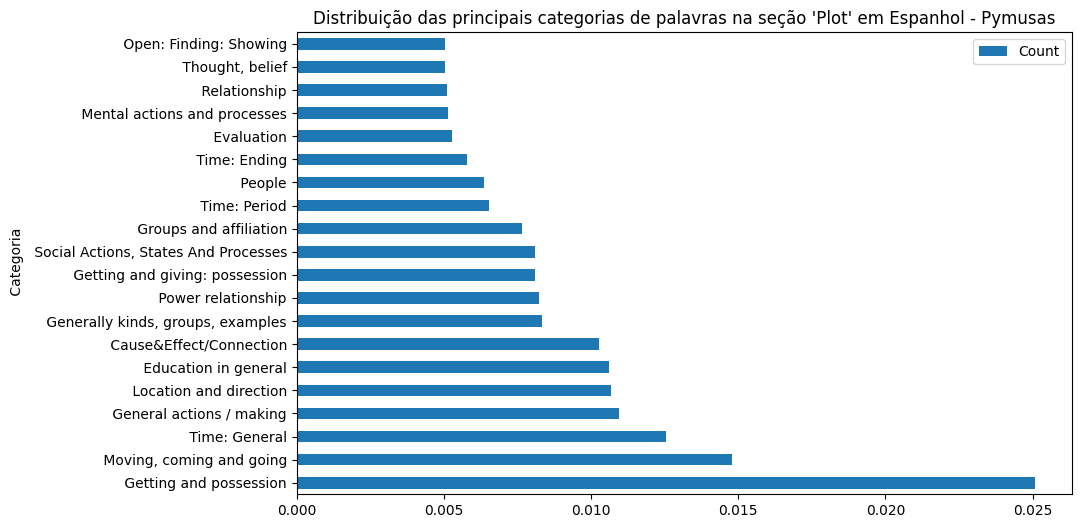 Distribuição das principais categorias de palavras na seção 'Plot' em Espanhol - Pymusas
Count
Categoria
Open: Finding: Showing
Thought, belief
Relationship
Mental actions and processes
Evaluation
Time: Ending
People
Time: Period
Groups and affiliation
Social Actions, States And Processes
Getting and giving: possession
Power relationship
Generally kinds, groups, examples
Cause&Effect/Connection
Education in general
Location and direction
General actions / making
Time: General
Moving, coming and going
Getting and possession
0.000 0.005 0.010 0.015 0.020 0.025